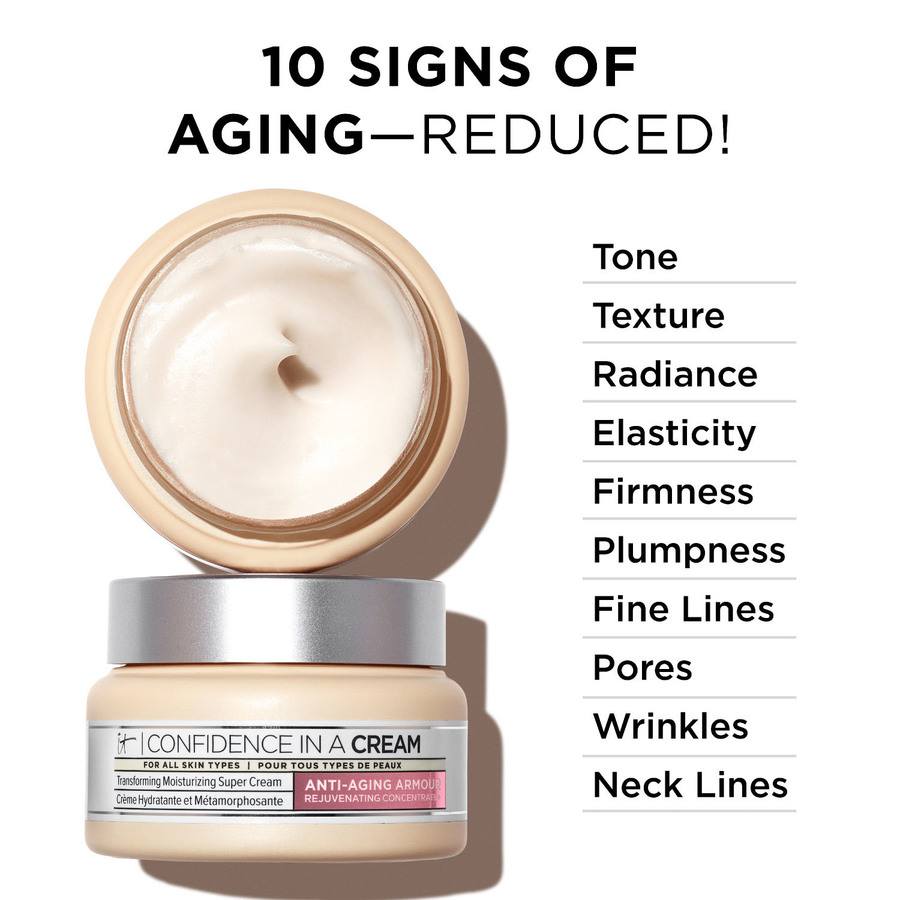 10 SIGNS OF
AGING—REDUCED!
Tone
Texture
Radiance
Elasticity
Firmness
Plumpness
Fine Lines
Pores
Wrinkles
Neck Lines
it CONFIDENCE IN A CREAM
FOR ALL SKIN TYPES | POUR TOUS TYPES DE PEAUX
Transforming Moisturizing Super Cream
Crème Hydratante et Métamorphosante
ANTI-AGING ARMOUR
REJUVENATING